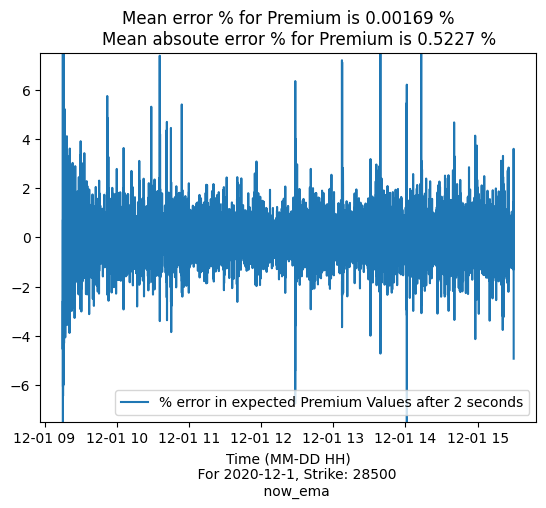 Mean error % for Premium is 0.00169 %
Mean absoute error % for Premium is 0.5227 %
6
4
2
0
−2
−4
−6
% error in expected Premium Values after 2 seconds
12-01 09 12-01 10 12-01 11 12-01 12 12-01 13 12-01 14 12-01 15
Time (MM-DD HH)
For 2020-12-1, Strike: 28500
now_ema